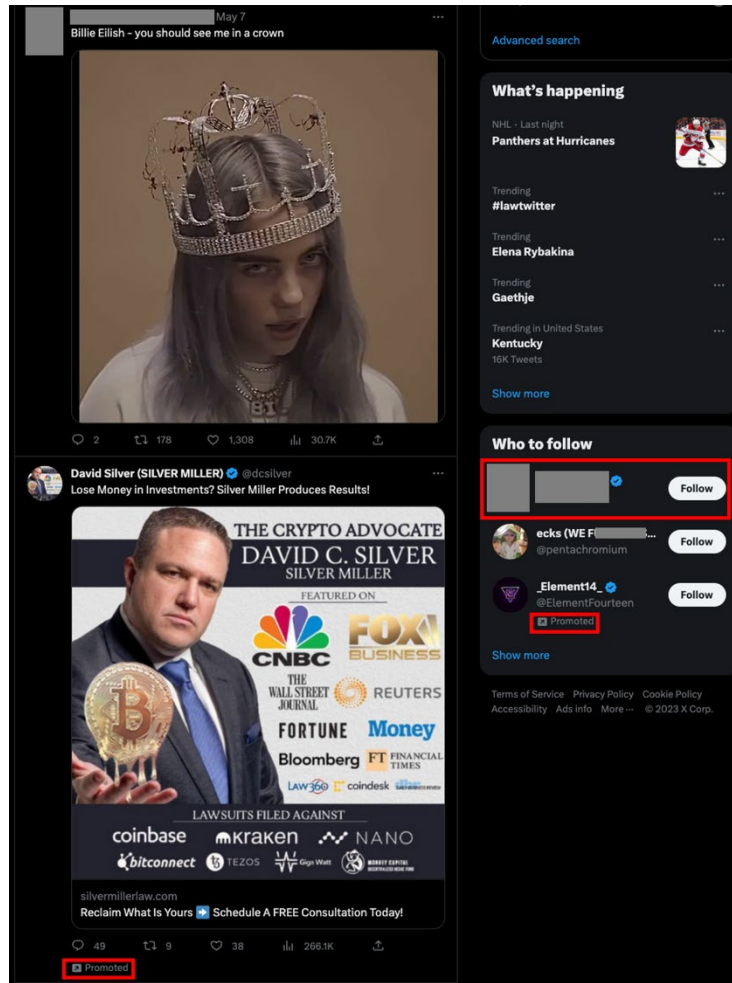 May 7
...
Billie Eilish - you should see me in a crown
2 178 1,308 30.7K
David Silver (SILVER MILLER) @dcsilver
...
Lose Money in Investments? Silver Miller Produces Results!
THE CRYPTO ADVOCATE
DAVID C. SILVER
SILVER MILLER
FEATURED ON
CNBC
FOX
BUSINESS
THE
WALL STREET
JOURNAL
REUTERS
FORTUNE Money
Bloomberg FT FINANCIAL
TIMES
LAW360 coindesk
LAWSUITS FILED AGAINST
coinbase mKraken NANO
bitconnect TEZOS Giga Watt MONKEY CAPITAL
silvermillerlaw.com
Reclaim What Is Yours ➡️ Schedule A FREE Consultation Today!
49 9 38 266.1K
Promoted
Advanced search
What's happening
NHL · Last night
Panthers at Hurricanes
Trending
...
#lawtwitter
Trending
...
Elena Rybakina
Trending
...
Gaethje
Trending in United States
...
Kentucky
16K Tweets
Show more
Who to follow
Follow
ecks (WE F
...
@pentachromium
Follow
_Element14_
@ElementFourteen
Follow
Promoted
Show more
Terms of Service Privacy Policy Cookie Policy
Accessibility Ads info More ... © 2023 X Corp.